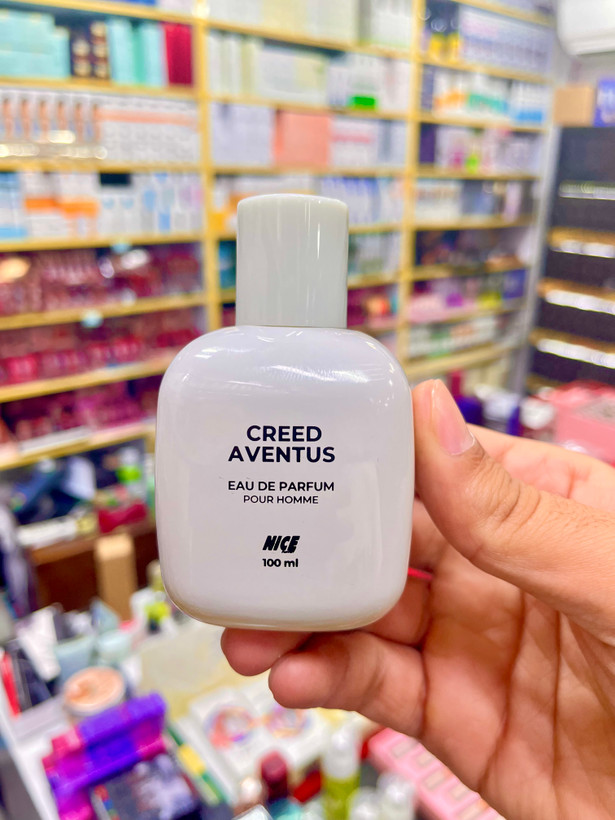 CREED
AVENTUS
EAU DE PARFUM
POUR HOMME
NICE
100 ml